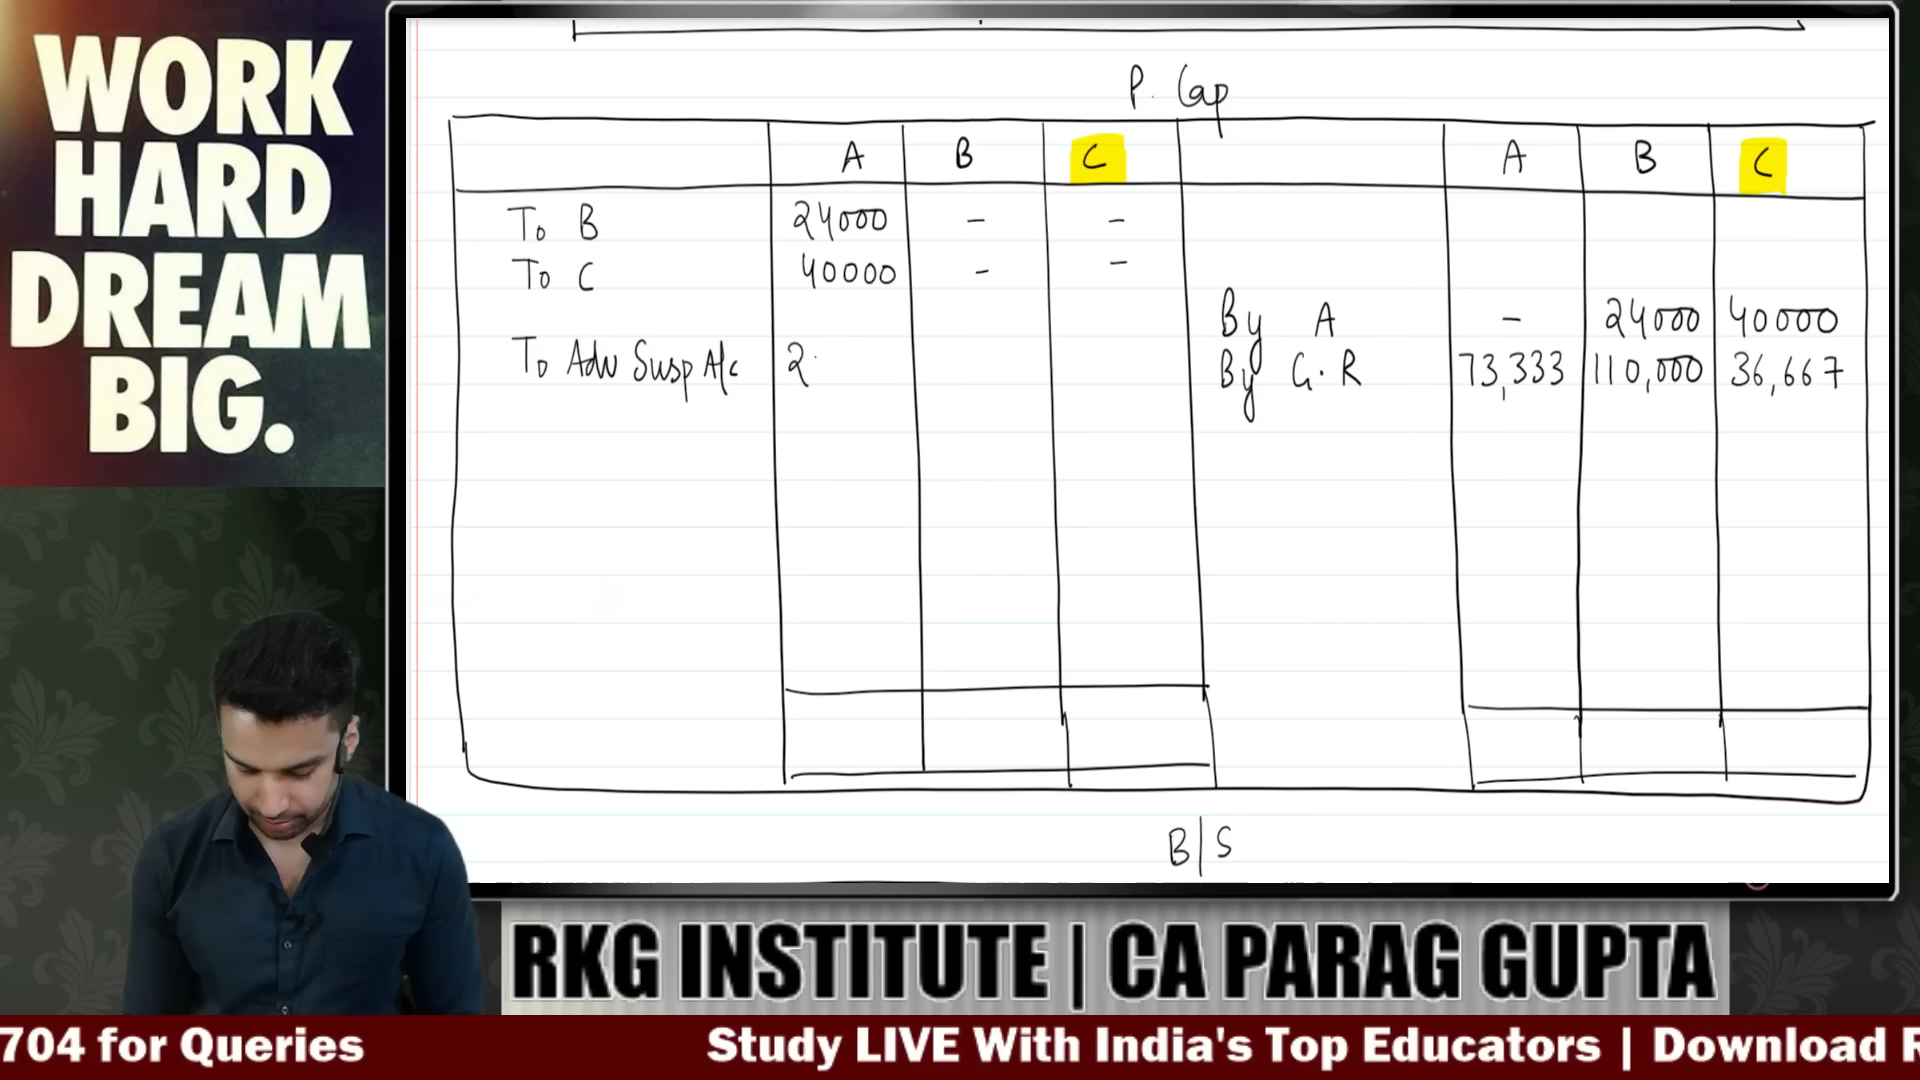 WORK
HARD
DREAM
BIG.
P. Cap
A B C A B C
To B 24000 - -
To C 40000 - -
By A - 24000 40000
To Adv Susp A/c 2
By G.R 73,333 110,000 36,667
B/S
RKG INSTITUTE | CA PARAG GUPTA
704 for Queries Study LIVE With India's Top Educators | Download R